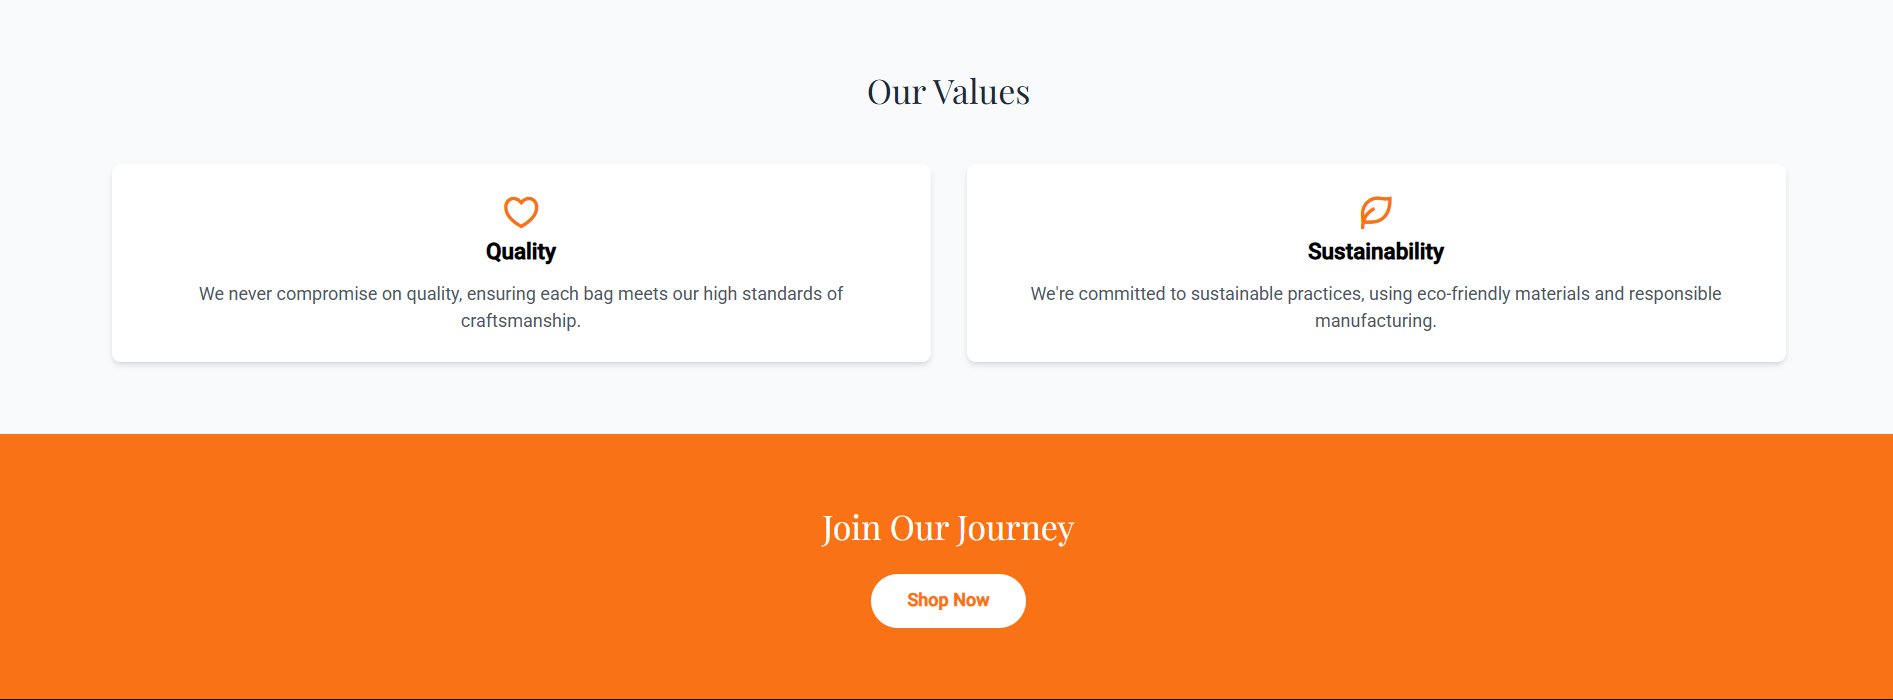 Our Values
Quality
We never compromise on quality, ensuring each bag meets our high standards of
craftsmanship.
Sustainability
We're committed to sustainable practices, using eco-friendly materials and responsible
manufacturing.
Join Our Journey
Shop Now